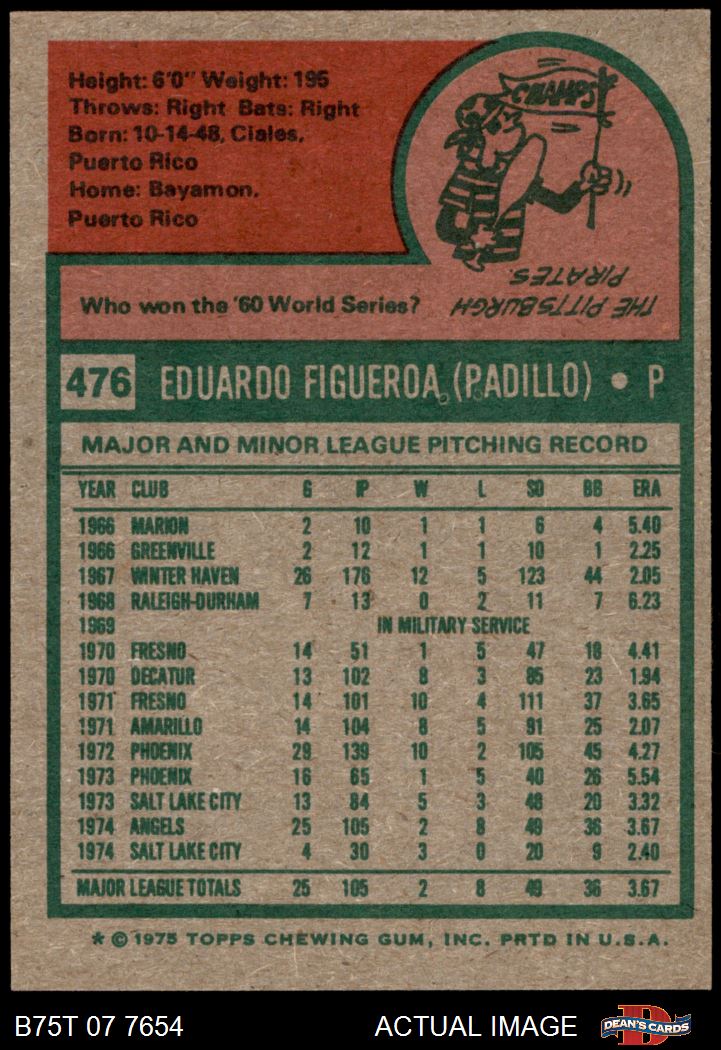 Height: 6'0" Weight: 195
Throws: Right Bats: Right
Born: 10-14-48, Ciales,
Puerto Rico
Home: Bayamon,
Puerto Rico
CHAMPS
Who won the '60 World Series?
THE PITTSBURGH
PIRATES.
476 EDUARDO FIGUEROA (PADILLO) • P
MAJOR AND MINOR LEAGUE PITCHING RECORD
YEAR CLUB G IP W L SO BB ERA
1966 MARION 2 10 1 1 6 4 5.40
1966 GREENVILLE 2 12 1 1 10 1 2.25
1967 WINTER HAVEN 26 176 12 5 123 44 2.05
1968 RALEIGH-DURHAM 7 13 0 2 11 7 6.23
1969 IN MILITARY SERVICE
1970 FRESNO 14 51 1 5 47 18 4.41
1970 DECATUR 13 102 8 3 85 23 1.94
1971 FRESNO 14 101 10 4 111 37 3.65
1971 AMARILLO 14 104 8 5 91 25 2.07
1972 PHOENIX 29 139 10 2 105 45 4.27
1973 PHOENIX 16 65 1 5 40 26 5.54
1973 SALT LAKE CITY 13 84 5 3 48 20 3.32
1974 ANGELS 25 105 2 8 49 36 3.67
1974 SALT LAKE CITY 4 30 3 0 20 9 2.40
MAJOR LEAGUE TOTALS 25 105 2 8 49 36 3.67
* © 1975 TOPPS CHEWING GUM, INC. PRTD IN U.S.A.
B75T 07 7654 ACTUAL IMAGE DEAN'S CARDS